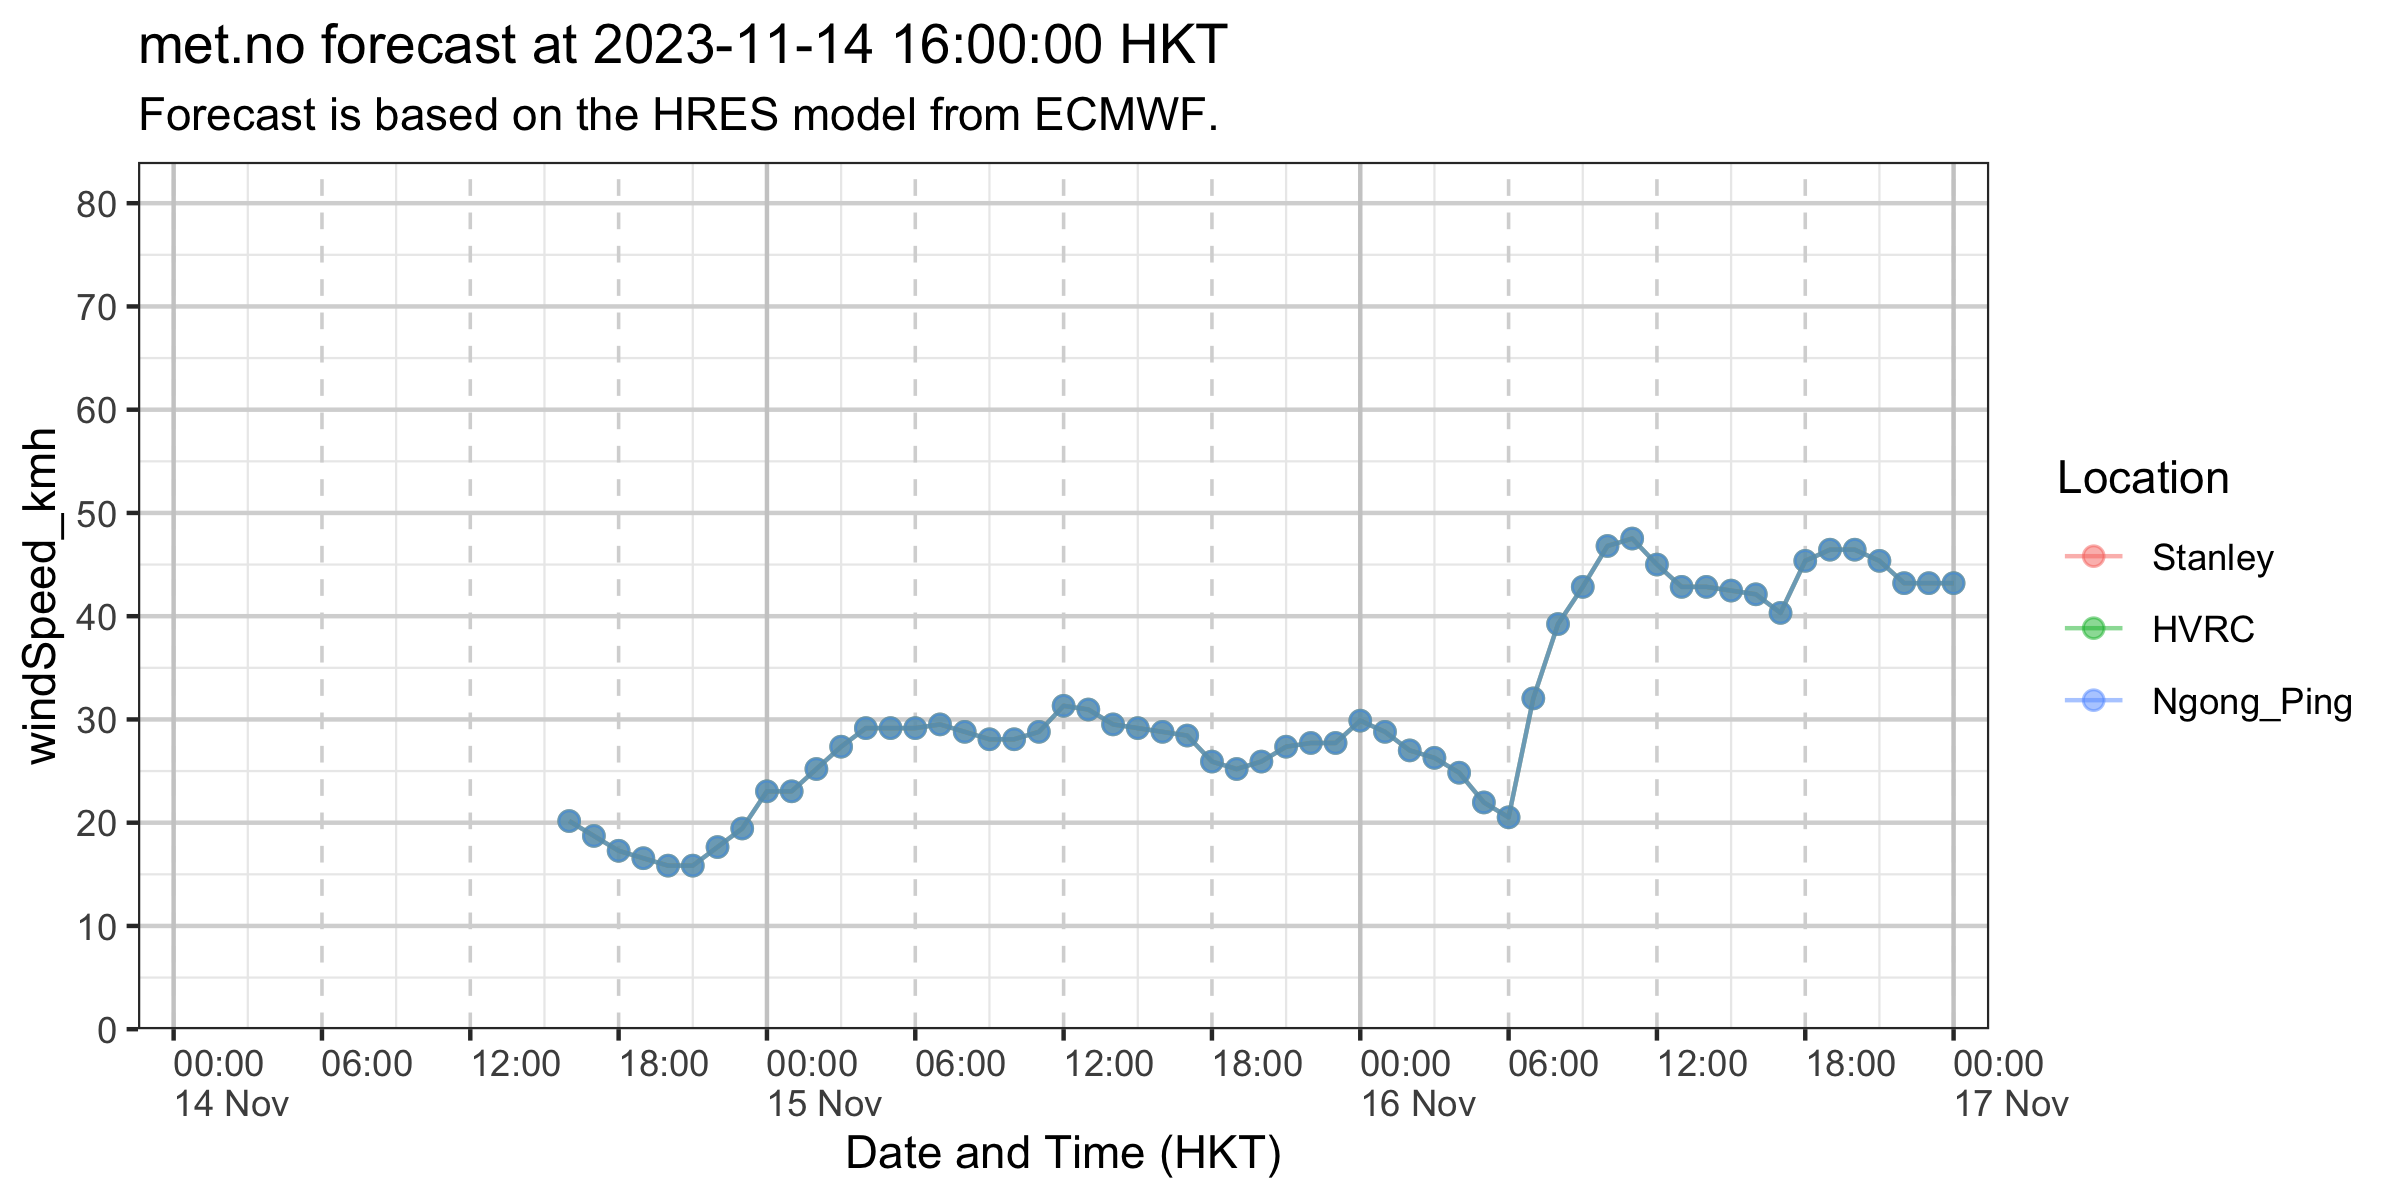 met.no forecast at 2023-11-14 16:00:00 HKT
Forecast is based on the HRES model from ECMWF.
windSpeed_kmh
80
70
60
50
40
30
20
10
0
00:00 06:00 12:00 18:00 00:00 06:00 12:00 18:00 00:00 06:00 12:00 18:00 00:00
14 Nov 15 Nov 16 Nov 17 Nov
Date and Time (HKT)
Location
Stanley
HVRC
Ngong_Ping